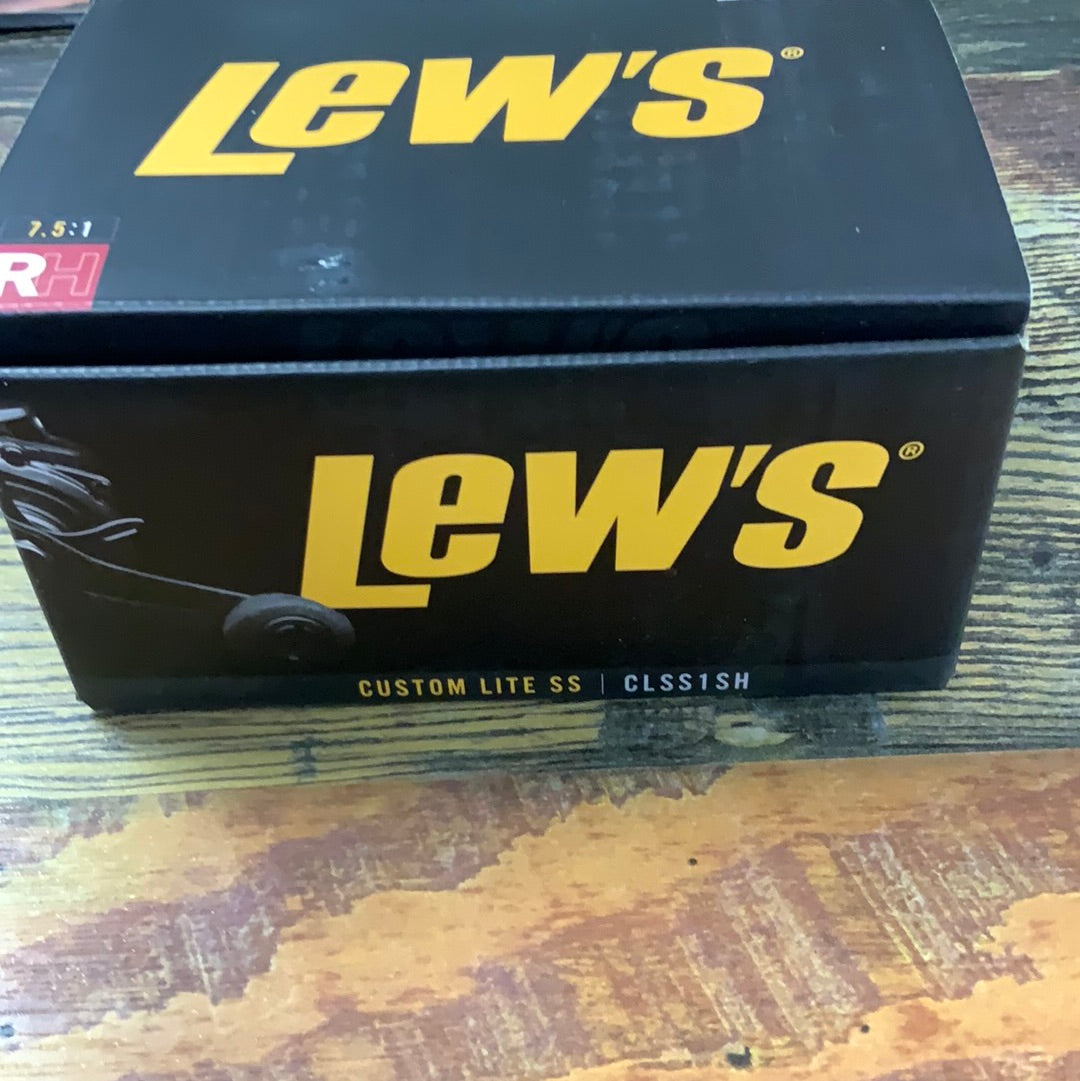 Lew's®
7.5:1
RH
Lew's®
CUSTOM LITE SS | CLSS1SH